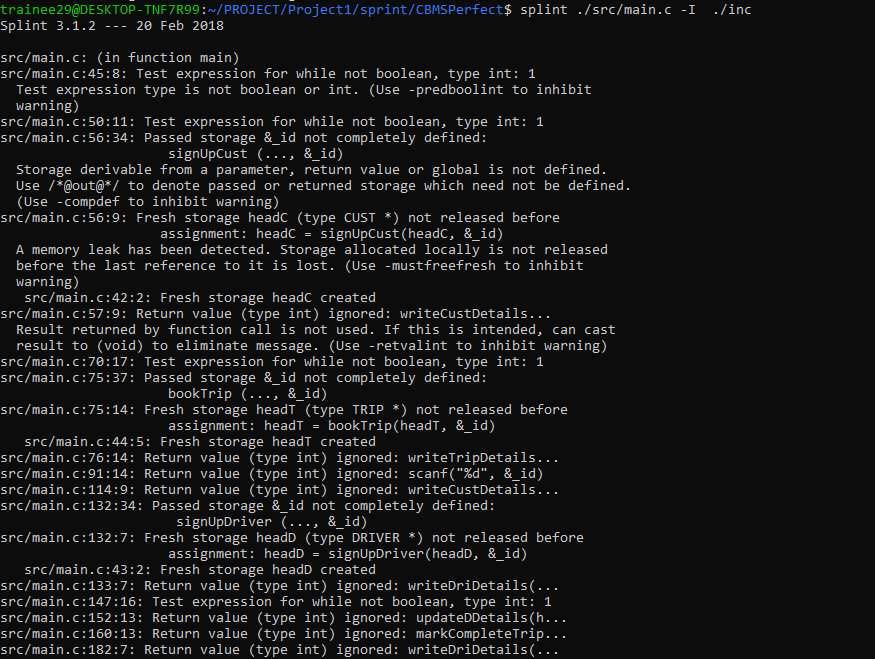 trainee29@DESKTOP-TNF7R99:~/PROJECT/Project1/sprint/CBMSPerfect$ splint ./src/main.c -I  ./inc
Splint 3.1.2 --- 20 Feb 2018

src/main.c: (in function main)
src/main.c:45:8: Test expression for while not boolean, type int: 1
  Test expression type is not boolean or int. (Use -predboolint to inhibit
  warning)
src/main.c:50:11: Test expression for while not boolean, type int: 1
src/main.c:56:34: Passed storage &_id not completely defined:
                     signUpCust (..., &_id)
  Storage derivable from a parameter, return value or global is not defined.
  Use /*@out@*/ to denote passed or returned storage which need not be defined.
  (Use -compdef to inhibit warning)
src/main.c:56:9: Fresh storage headC (type CUST *) not released before
                    assignment: headC = signUpCust(headC, &_id)
  A memory leak has been detected. Storage allocated locally is not released
  before the last reference to it is lost. (Use -mustfreefresh to inhibit
  warning)
   src/main.c:42:2: Fresh storage headC created
src/main.c:57:9: Return value (type int) ignored: writeCustDetails...
  Result returned by function call is not used. If this is intended, can cast
  result to (void) to eliminate message. (Use -retvalint to inhibit warning)
src/main.c:70:17: Test expression for while not boolean, type int: 1
src/main.c:75:37: Passed storage &_id not completely defined:
                     bookTrip (..., &_id)
src/main.c:75:14: Fresh storage headT (type TRIP *) not released before
                     assignment: headT = bookTrip(headT, &_id)
   src/main.c:44:5: Fresh storage headT created
src/main.c:76:14: Return value (type int) ignored: writeTripDetails...
src/main.c:91:14: Return value (type int) ignored: scanf("%d", &_id)
src/main.c:114:9: Return value (type int) ignored: writeCustDetails...
src/main.c:132:34: Passed storage &_id not completely defined:
                      signUpDriver (..., &_id)
src/main.c:132:7: Fresh storage headD (type DRIVER *) not released before
                     assignment: headD = signUpDriver(headD, &_id)
   src/main.c:43:2: Fresh storage headD created
src/main.c:133:7: Return value (type int) ignored: writeDriDetails(...
src/main.c:147:16: Test expression for while not boolean, type int: 1
src/main.c:152:13: Return value (type int) ignored: updateDDetails(h...
src/main.c:160:13: Return value (type int) ignored: markCompleteTrip...
src/main.c:182:7: Return value (type int) ignored: writeDriDetails(...